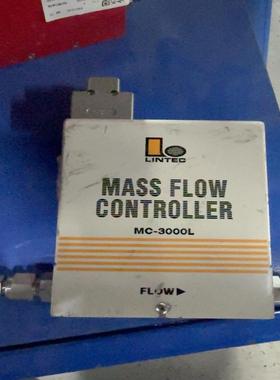 LINTEC
MASS FLOW
CONTROLLER
MC-3000L
FLOW▶